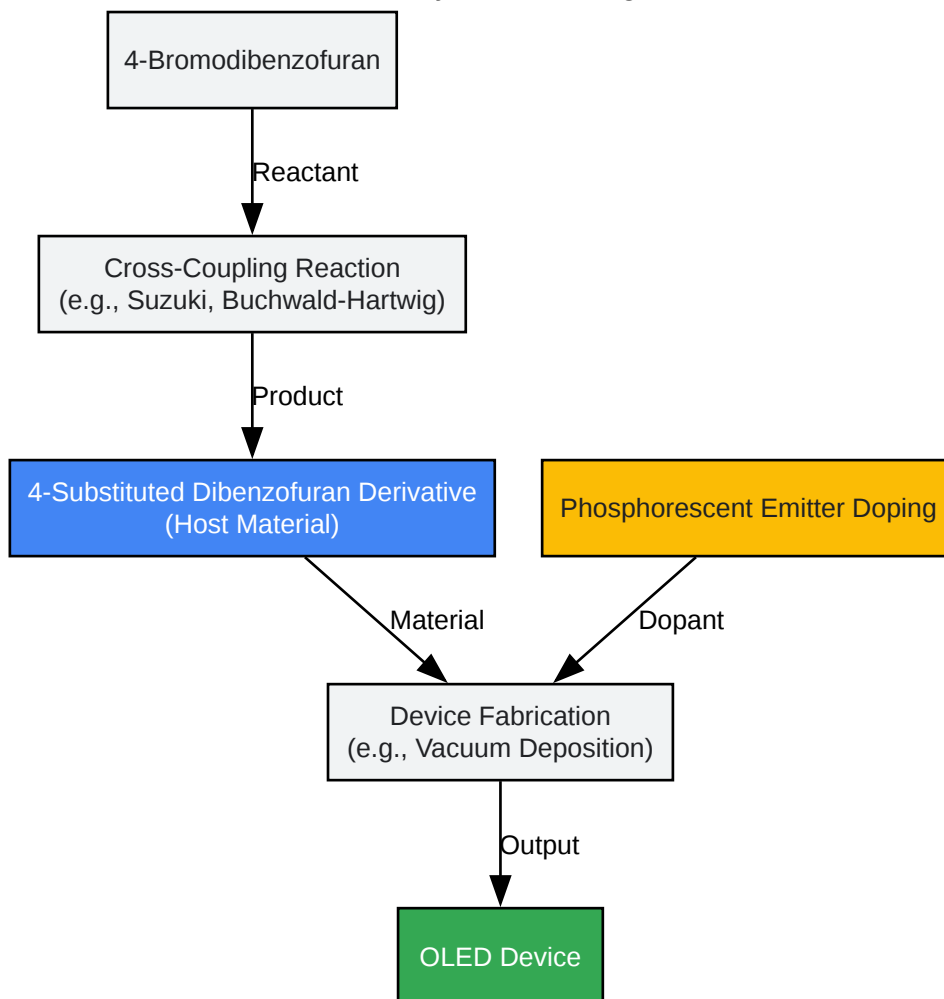 4-Bromodibenzofuran
Reactant
Cross-Coupling Reaction
(e.g., Suzuki, Buchwald-Hartwig)
Product
4-Substituted Dibenzofuran Derivative
(Host Material)
Phosphorescent Emitter Doping
Material
Dopant
Device Fabrication
(e.g., Vacuum Deposition)
Output
OLED Device